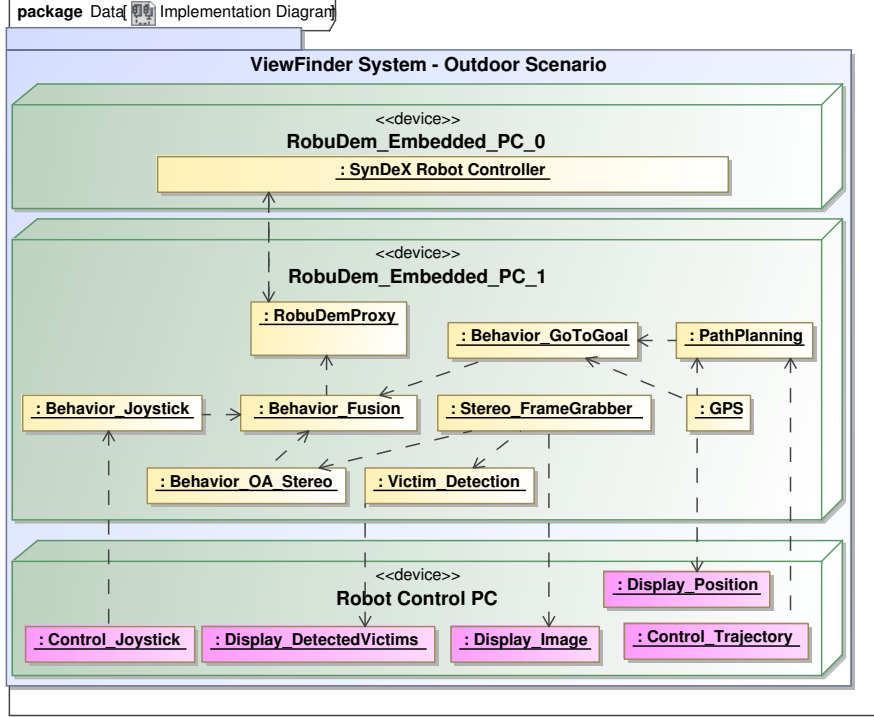 package Data[ Implementation Diagram]
ViewFinder System - Outdoor Scenario
<<device>>
RobuDem_Embedded_PC_0
: SynDeX Robot Controller
<<device>>
RobuDem_Embedded_PC_1
: RobuDemProxy
: Behavior_GoToGoal
: PathPlanning
: Behavior_Joystick
: Behavior_Fusion
: Stereo_FrameGrabber
: GPS
: Behavior_OA_Stereo
: Victim_Detection
<<device>>
Robot Control PC
: Display_Position
: Control_Joystick
: Display_DetectedVictims
: Display_Image
: Control_Trajectory